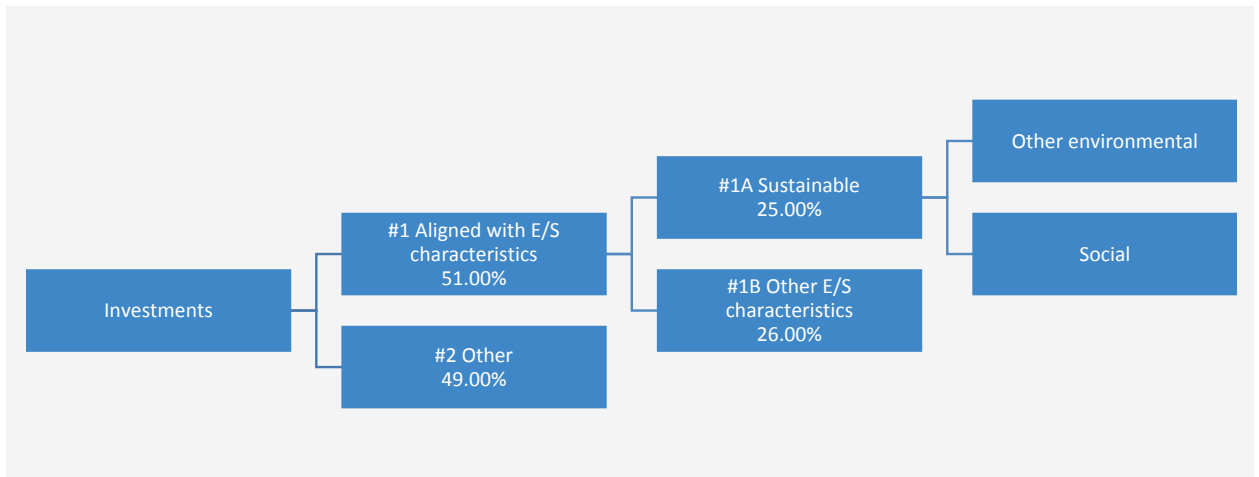 Investments
#1 Aligned with E/S
characteristics
51.00%
#2 Other
49.00%
#1A Sustainable
25.00%
#1B Other E/S
characteristics
26.00%
Other environmental
Social